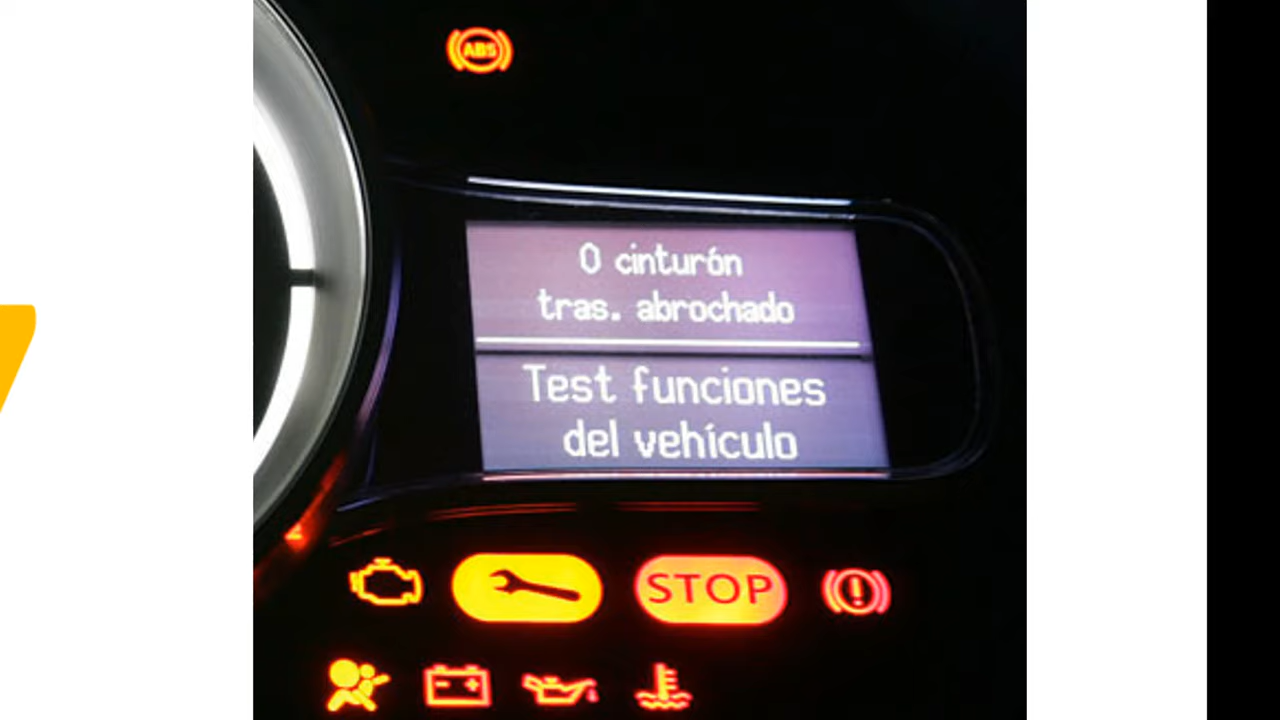 ABS
0 cinturón
tras. abrochado
Test funciones
del vehículo
STOP